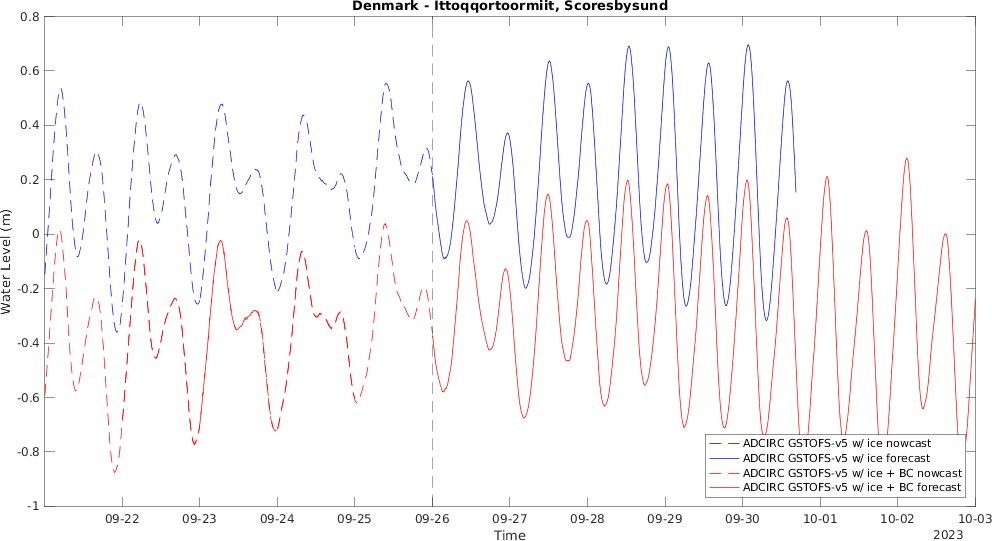 Denmark - Ittoqqortoormiit, Scoresbysund
Water Level (m)
0.8
0.6
0.4
0.2
0
-0.2
-0.4
-0.6
-0.8
-1
ADCIRC GSTOFS-v5 w/ ice nowcast
ADCIRC GSTOFS-v5 w/ ice forecast
ADCIRC GSTOFS-v5 w/ ice + BC nowcast
ADCIRC GSTOFS-v5 w/ ice + BC forecast
09-22 09-23 09-24 09-25 09-26 09-27 09-28 09-29 09-30 10-01 10-02 10-03
Time
2023